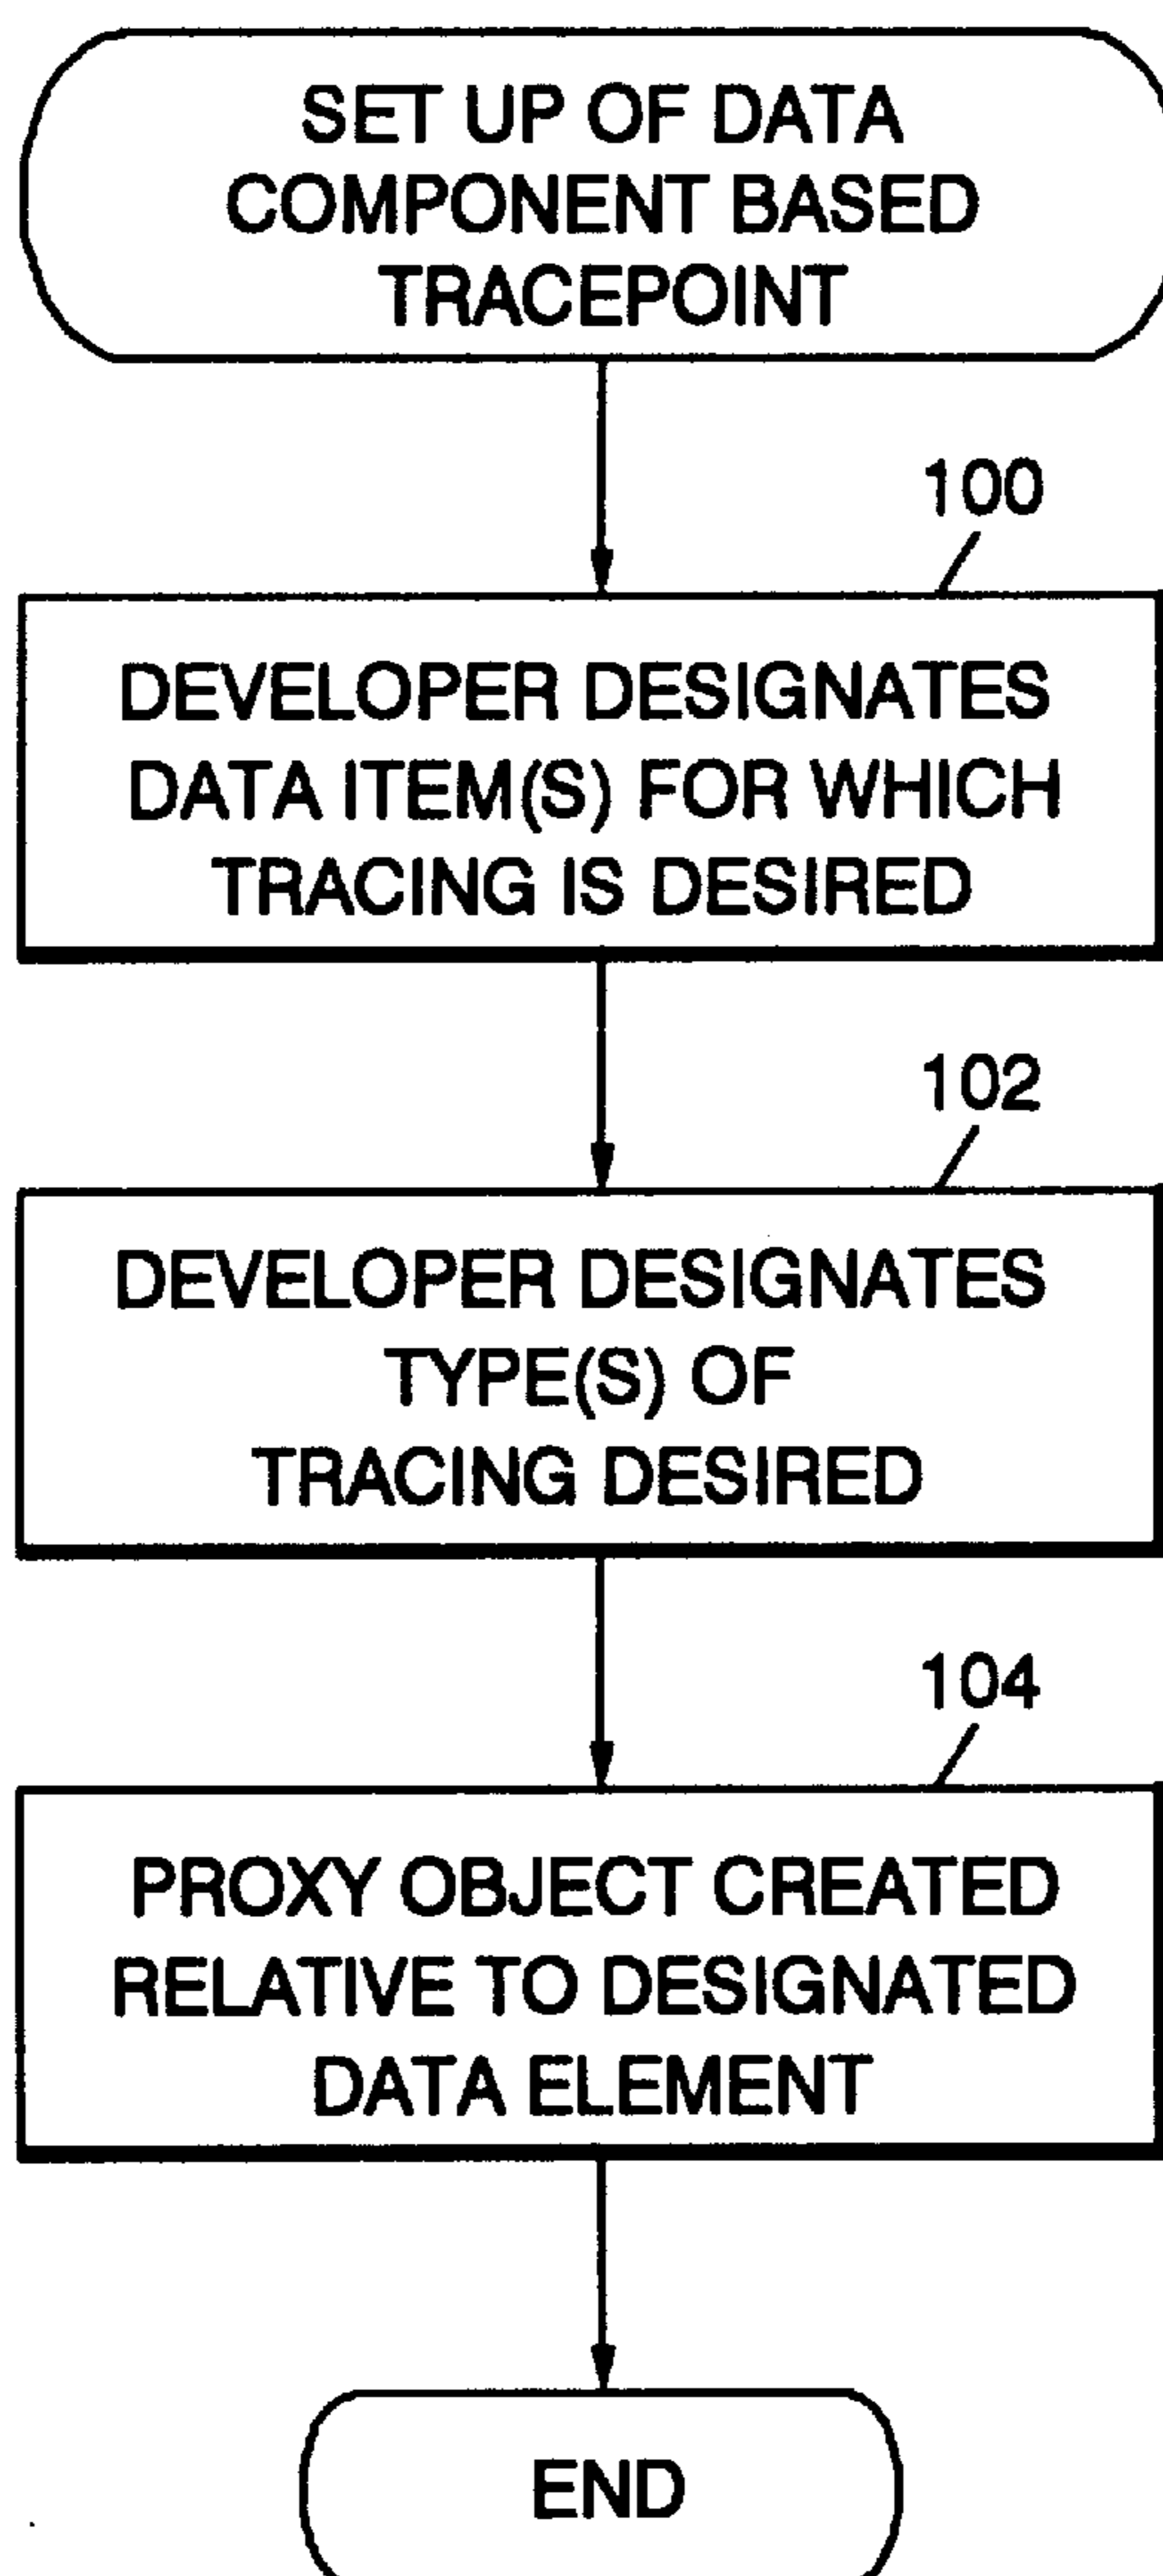 SET UP OF DATA
COMPONENT BASED
TRACEPOINT
100
DEVELOPER DESIGNATES
DATA ITEM(S) FOR WHICH
TRACING IS DESIRED
102
DEVELOPER DESIGNATES
TYPE(S) OF
TRACING DESIRED
104
PROXY OBJECT CREATED
RELATIVE TO DESIGNATED
DATA ELEMENT
END